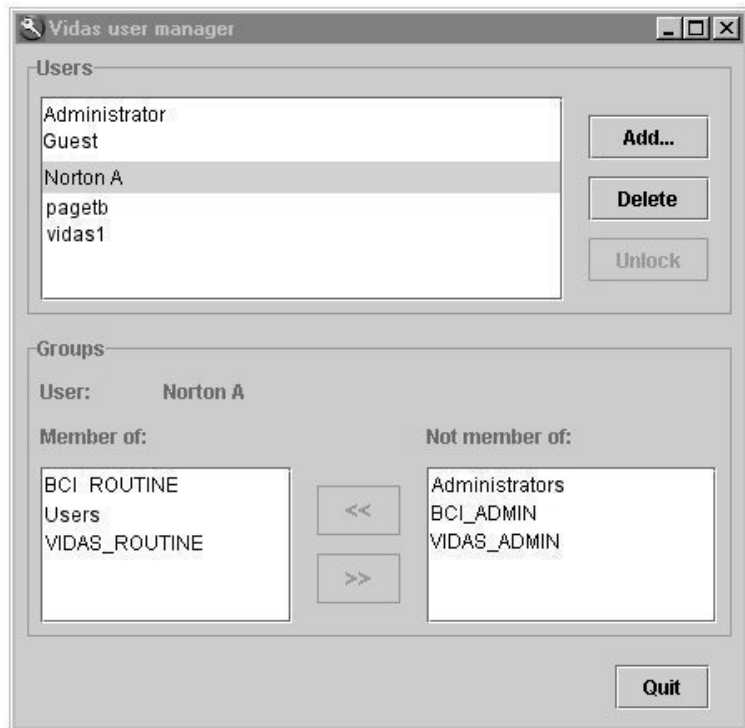 Vidas user manager
Users
Administrator
Guest
Norton A
pagetb
vidas1
Add...
Delete
Unlock
Groups
User: Norton A
Member of:
BCI_ROUTINE
Users
VIDAS_ROUTINE
<<
>>
Not member of:
Administrators
BCI_ADMIN
VIDAS_ADMIN
Quit